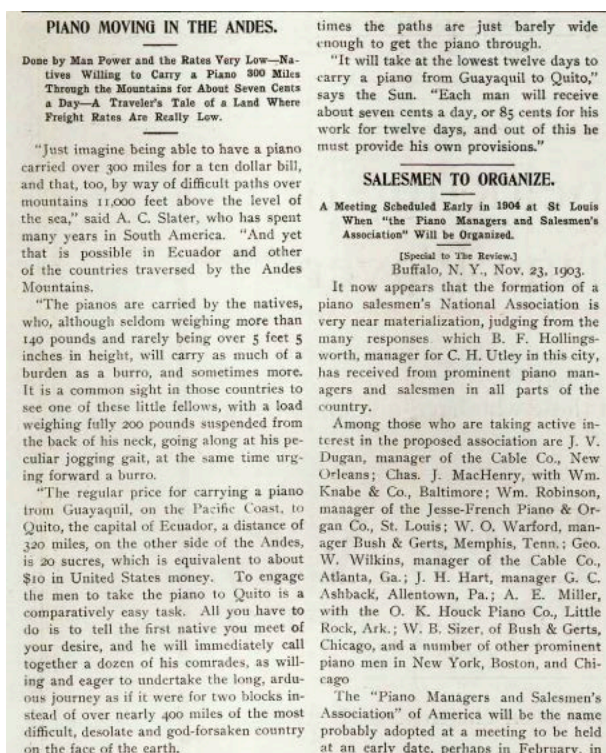 PIANO MOVING IN THE ANDES.
Done by Man Power and the Rates Very Low—Na-
tives Willing to Carry a Piano 300 Miles
Through the Mountains for About Seven Cents
a Day—A Traveler's Tale of a Land Where
Freight Rates Are Really Low.
"Just imagine being able to have a piano
carried over 300 miles for a ten dollar bill,
and that, too, by way of difficult paths over
mountains 11,000 feet above the level of
the sea," said A. C. Slater, who has spent
many years in South America. "And yet
that is possible in Ecuador and other
of the countries traversed by the Andes
Mountains.
"The pianos are carried by the natives,
who, although seldom weighing more than
140 pounds and rarely being over 5 feet 5
inches in height, will carry as much of a
burden as a burro, and sometimes more.
It is a common sight in those countries to
see one of these little fellows, with a load
weighing fully 200 pounds suspended from
the back of his neck, going along at his pe-
culiar jogging gait, at the same time urg-
ing forward a burro.
"The regular price for carrying a piano
from Guayaquil, on the Pacific Coast, to
Quito, the capital of Ecuador, a distance of
320 miles, on the other side of the Andes,
is 20 sucres, which is equivalent to about
$10 in United States money. To engage
the men to take the piano to Quito is a
comparatively easy task. All you have to
do is to tell the first native you meet of
your desire, and he will immediately call
together a dozen of his comrades, as will-
ing and eager to undertake the long, ardu-
ous journey as if it were for two blocks in-
stead of over nearly 400 miles of the most
difficult, desolate and god-forsaken country
on the face of the earth.
times the paths are just barely wide
enough to get the piano through.
"It will take at the lowest twelve days to
carry a piano from Guayaquil to Quito,"
says the Sun. "Each man will receive
about seven cents a day, or 85 cents for his
work for twelve days, and out of this he
must provide his own provisions."
SALESMEN TO ORGANIZE.
A Meeting Scheduled Early in 1904 at St Louis
When "the Piano Managers and Salesmen's
Association" Will be Organized.
[Special to The Review.]
Buffalo, N. Y., Nov. 23, 1903.
It now appears that the formation of a
piano salesmen's National Association is
very near materialization, judging from the
many responses which B. F. Hollings-
worth, manager for C. H. Utley in this city,
has received from prominent piano man-
agers and salesmen in all parts of the
country.
Among those who are taking active in-
terest in the proposed association are J. V.
Dugan, manager of the Cable Co., New
Orleans; Chas. J. MacHenry, with Wm.
Knabe & Co., Baltimore; Wm. Robinson,
manager of the Jesse-French Piano & Or-
gan Co., St. Louis; W. O. Warford, man-
ager Bush & Gerts, Memphis, Tenn.; Geo.
W. Wilkins, manager of the Cable Co.,
Atlanta, Ga.; J. H. Hart, manager G. C.
Ashback, Allentown, Pa.; A. E. Miller,
with the O. K. Houck Piano Co., Little
Rock, Ark.; W. B. Sizer, of Bush & Gerts,
Chicago, and a number of other prominent
piano men in New York, Boston, and Chi-
cago
The "Piano Managers and Salesmen's
Association" of America will be the name
probably adopted at a meeting to be held
at an early date, perhaps in February, in